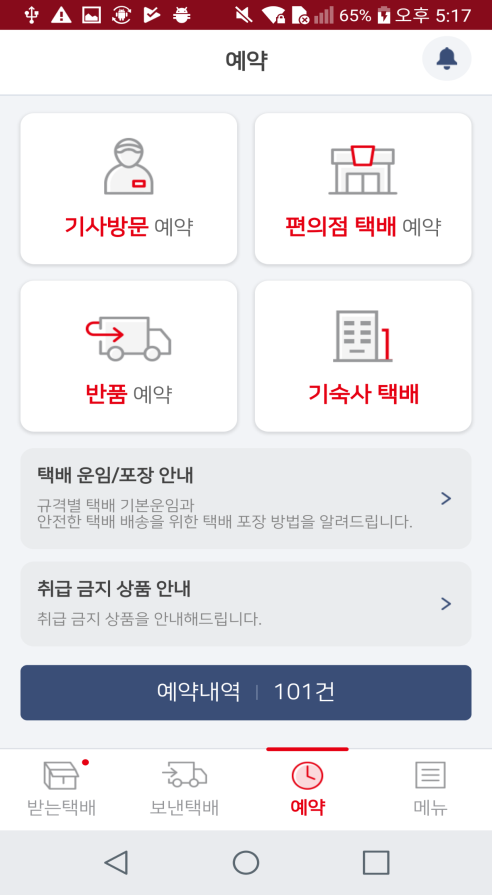 65% 오후 5:17
예약
기사방문 예약
편의점 택배 예약
반품 예약
기숙사 택배
택배 운임/포장 안내
규격별 택배 기본운임과
안전한 택배 배송을 위한 택배 포장 방법을 알려드립니다.
취급 금지 상품 안내
취급 금지 상품을 안내해드립니다.
예약내역 | 101건
받는택배
보낸택배
예약
메뉴